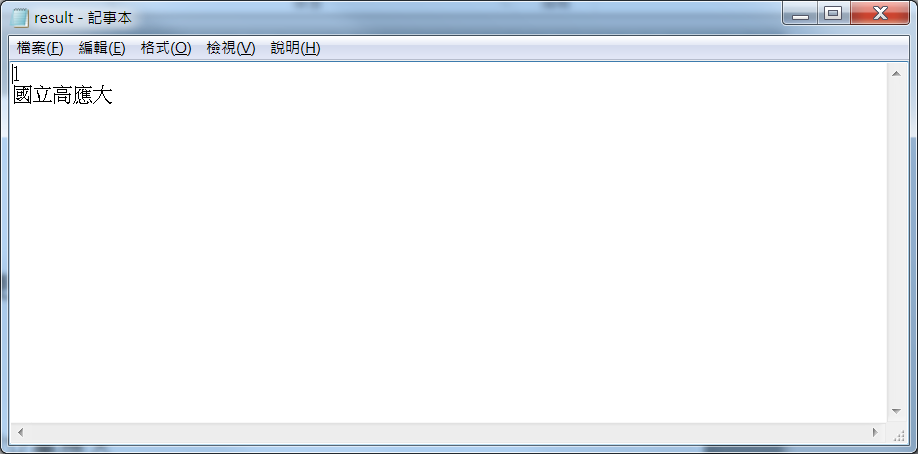 result - 記事本
檔案(F) 編輯(E) 格式(O) 檢視(V) 說明(H)
1
國立高應大